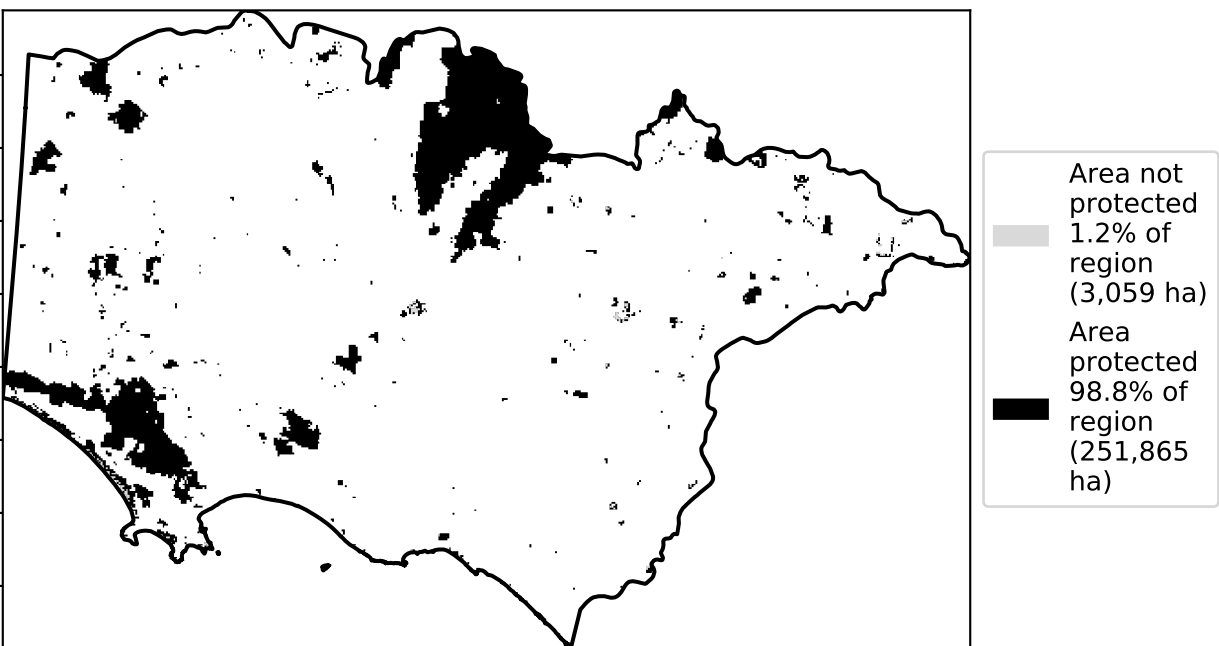 Area not
protected
1.2% of
region
(3,059 ha)
Area
protected
98.8% of
region
(251,865
ha)